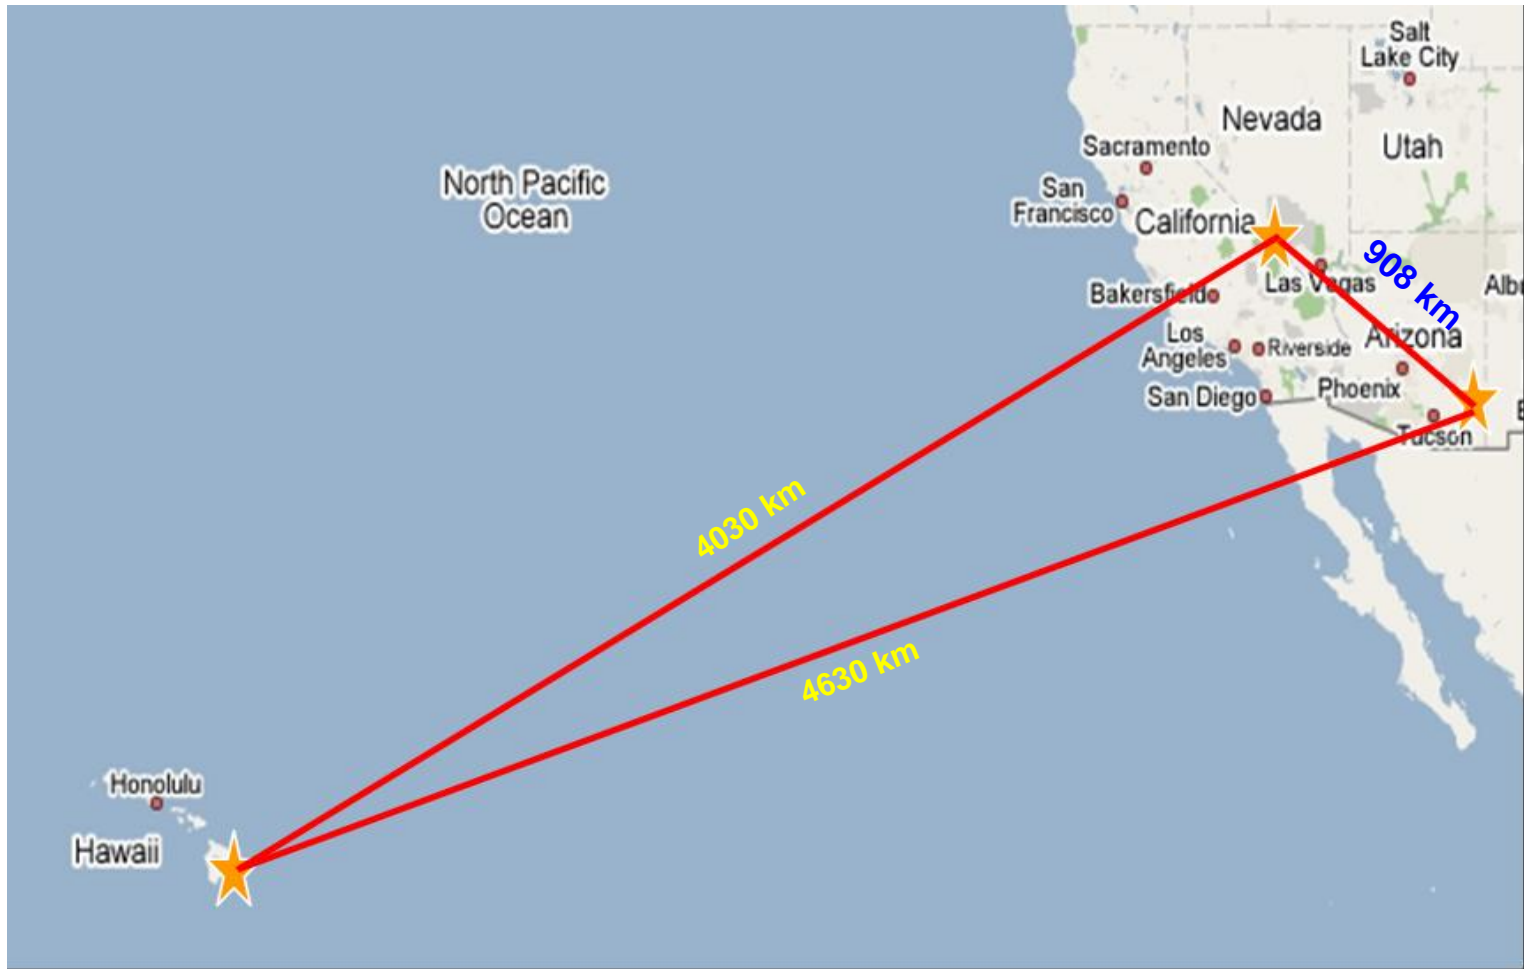 Salt
Lake City
Nevada
Utah
Sacramento
North Pacific
Ocean
San
Francisco
California
908 km
Las Vegas
Bakersfield
Los
Angeles
Riverside
Arizona
San Diego
Phoenix
Tucson
4030 km
4630 km
Honolulu
Hawaii